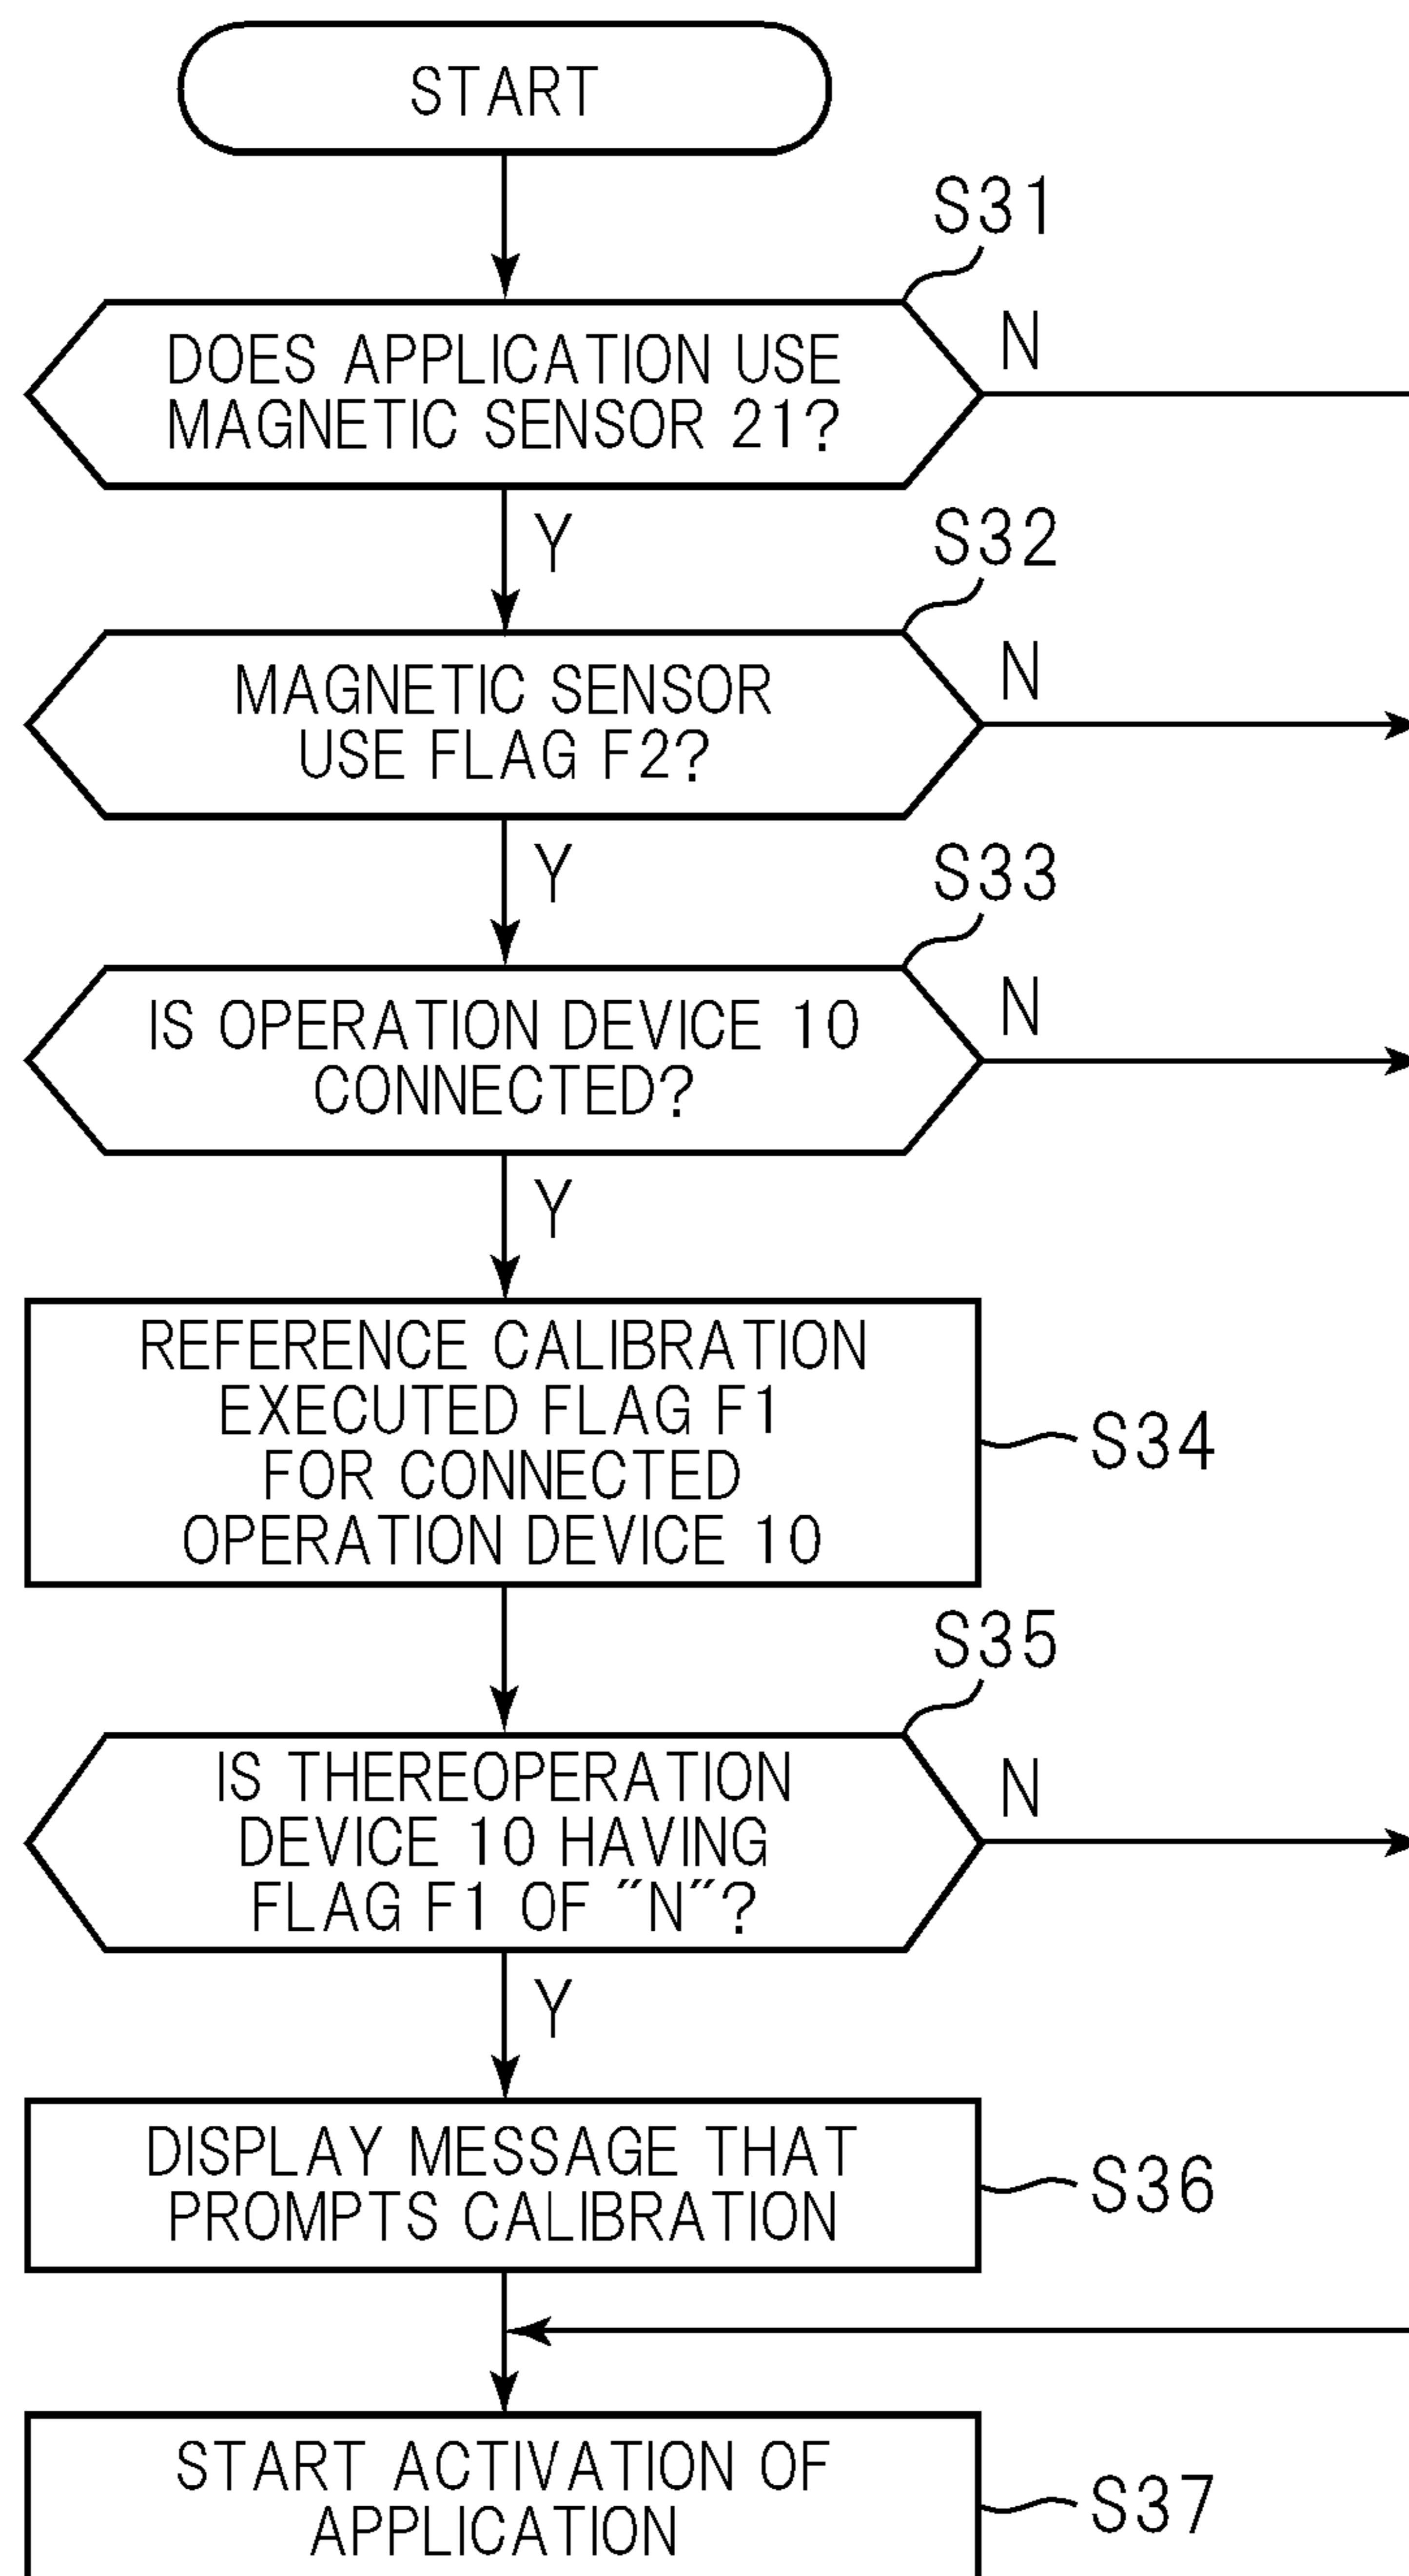 START
S31
DOES APPLICATION USE
MAGNETIC SENSOR 21?
N
Y
S32
MAGNETIC SENSOR
USE FLAG F2?
N
Y
S33
IS OPERATION DEVICE 10
CONNECTED?
N
Y
REFERENCE CALIBRATION
EXECUTED FLAG F1
FOR CONNECTED
OPERATION DEVICE 10
S34
S35
IS THEREOPERATION
DEVICE 10 HAVING
FLAG F1 OF "N"?
N
Y
DISPLAY MESSAGE THAT
PROMPTS CALIBRATION
S36
START ACTIVATION OF
APPLICATION
S37